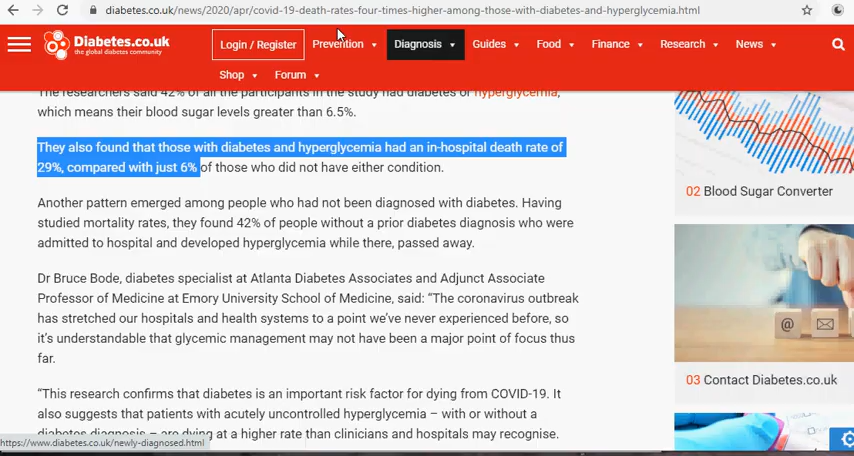 diabetes.co.uk/news/2020/apr/covid-19-death-rates-four-times-higher-among-those-with-diabetes-and-hyperglycemia.html
Diabetes.co.uk
the global diabetes community
Login / Register
Prevention
Diagnosis
Guides
Food
Finance
Research
News
Shop
Forum
The researchers said 42% of all the participants in the study had diabetes or hyperglycemia,
which means their blood sugar levels greater than 6.5%.
They also found that those with diabetes and hyperglycemia had an in-hospital death rate of
29%, compared with just 6% of those who did not have either condition.
Another pattern emerged among people who had not been diagnosed with diabetes. Having
studied mortality rates, they found 42% of people without a prior diabetes diagnosis who were
admitted to hospital and developed hyperglycemia while there, passed away.
Dr Bruce Bode, diabetes specialist at Atlanta Diabetes Associates and Adjunct Associate
Professor of Medicine at Emory University School of Medicine, said: “The coronavirus outbreak
has stretched our hospitals and health systems to a point we’ve never experienced before, so
it’s understandable that glycemic management may not have been a major point of focus thus
far.
“This research confirms that diabetes is an important risk factor for dying from COVID-19. It
also suggests that patients with acutely uncontrolled hyperglycemia – with or without a
diabetes diagnosis – are dying at a higher rate than clinicians and hospitals may recognise.
https://www.diabetes.co.uk/newly-diagnosed.html
02 Blood Sugar Converter
@
03 Contact Diabetes.co.uk